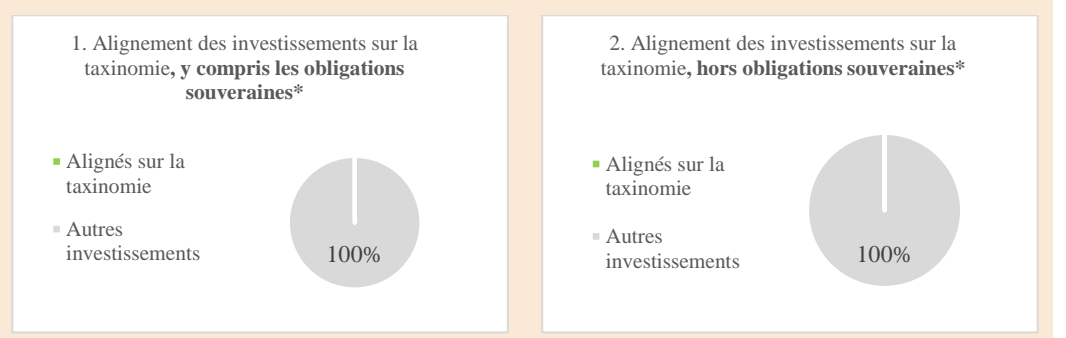 1. Alignement des investissements sur la
taxinomie, y compris les obligations
souveraines*
Alignés sur la
taxinomie
Autres
investissements
100%
2. Alignement des investissements sur la
taxinomie, hors obligations souveraines*
Alignés sur la
taxinomie
Autres
investissements
100%